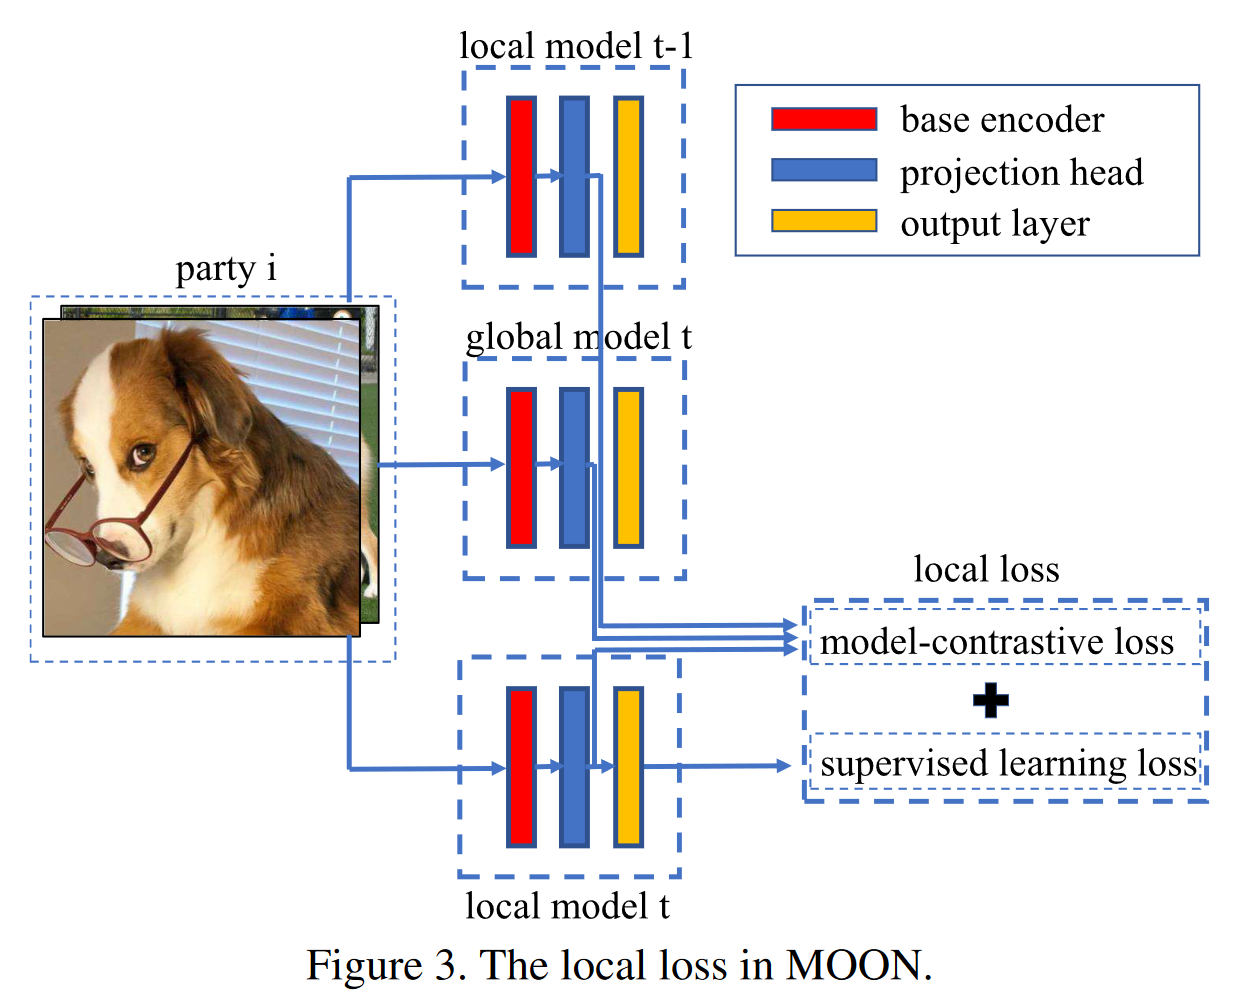 local model t-1
base encoder
projection head
output layer
party i
global model t
local loss
model-contrastive loss
supervised learning loss
local model t
Figure 3. The local loss in MOON.